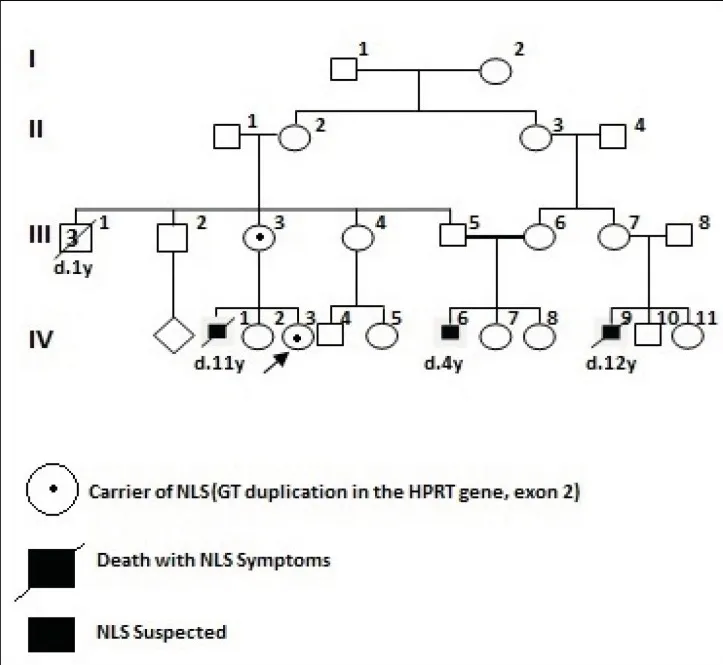 I 1 2
II 1 2 3 4
III 3 1 2 3 4 5 6 7 8
d.1y
IV 1 2 3 4 5 6 7 8 9 10 11
d.11y d.4y d.12y
Carrier of NLS(GT duplication in the HPRT gene, exon 2)
Death with NLS Symptoms
NLS Suspected